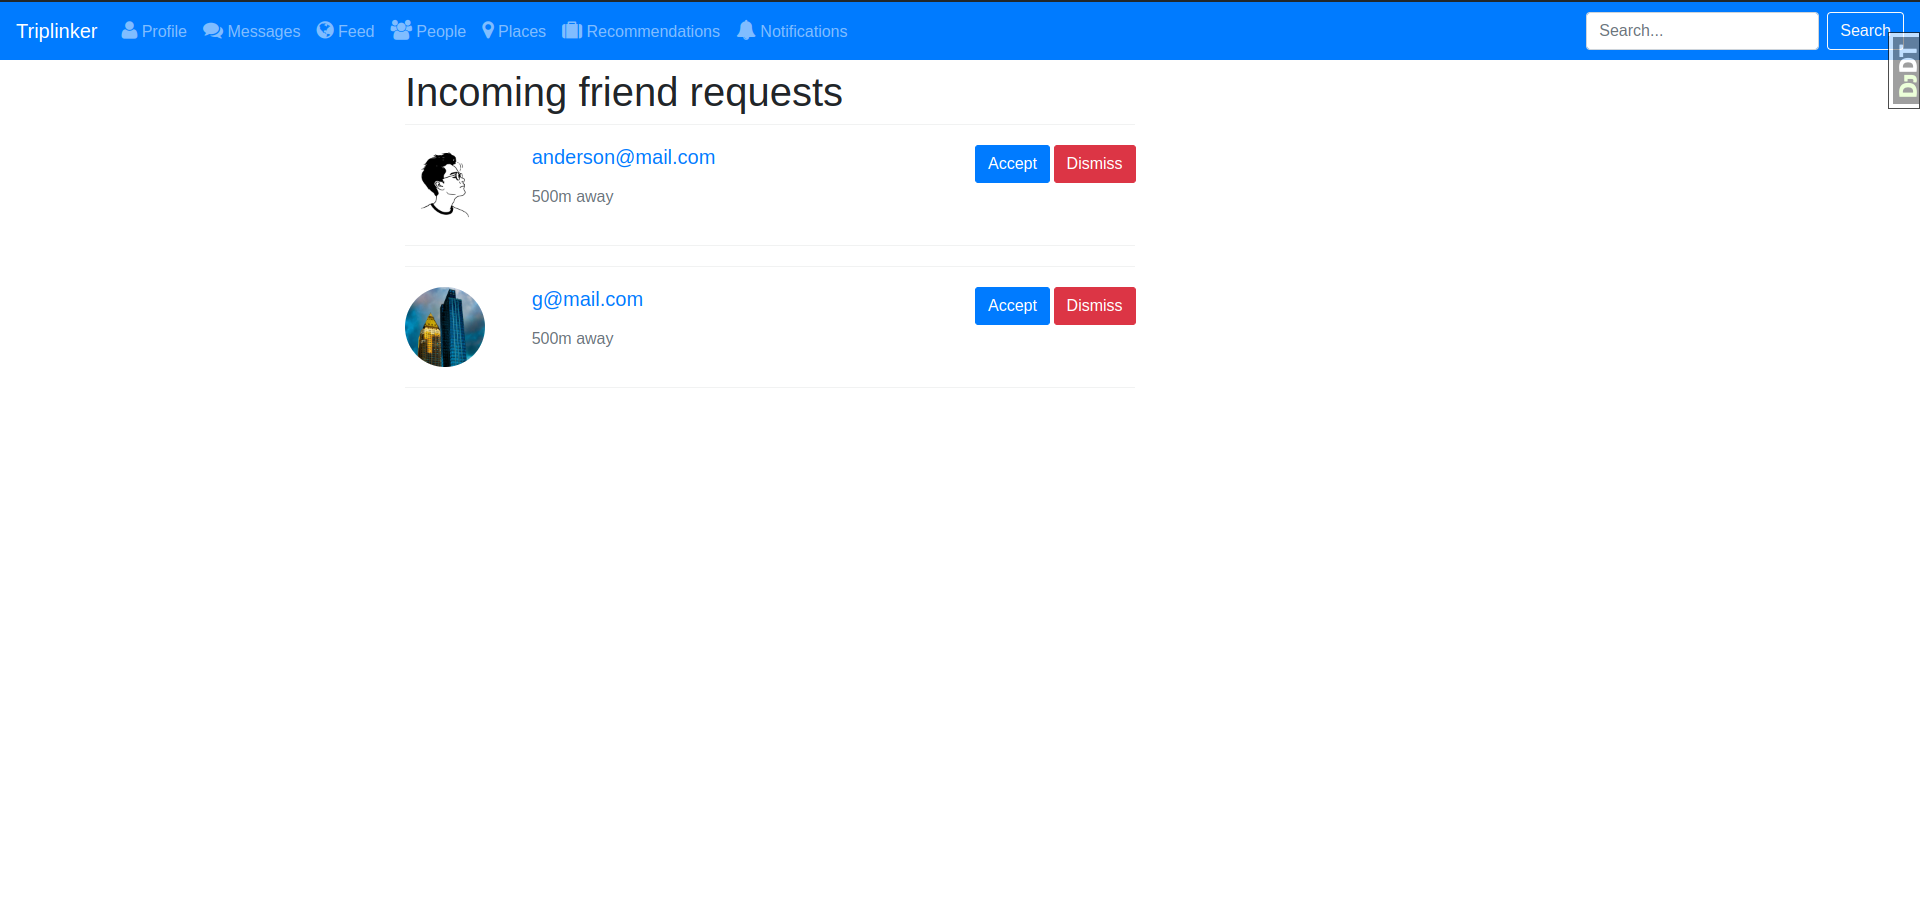 Triplinker Profile Messages Feed People Places Recommendations Notifications Search... Search
DjDT
Incoming friend requests
anderson@mail.com Accept Dismiss
500m away
g@mail.com Accept Dismiss
500m away